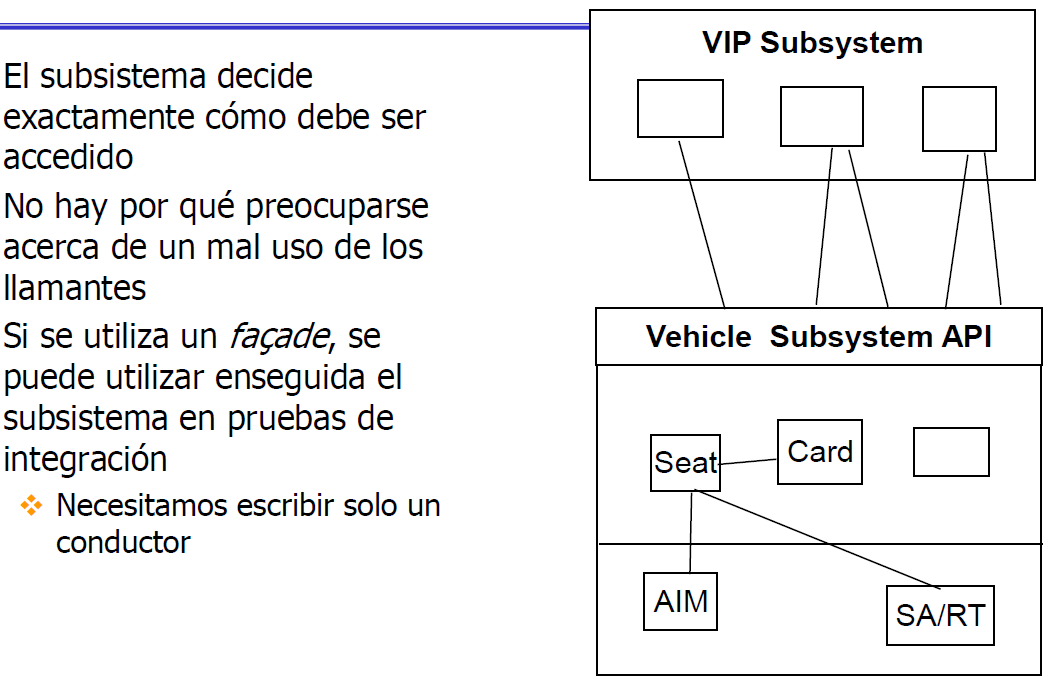 El subsistema decide
exactamente cómo debe ser
accedido
No hay por qué preocuparse
acerca de un mal uso de los
llamantes
Si se utiliza un façade, se
puede utilizar enseguida el
subsistema en pruebas de
integración
Necesitamos escribir solo un
conductor
VIP Subsystem
Vehicle Subsystem API
Seat
Card
AIM
SA/RT